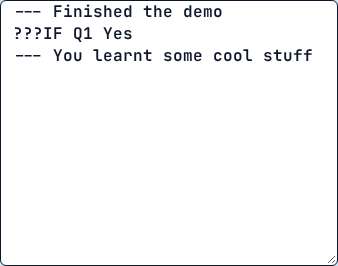 --- Finished the demo
???IF Q1 Yes
--- You learnt some cool stuff